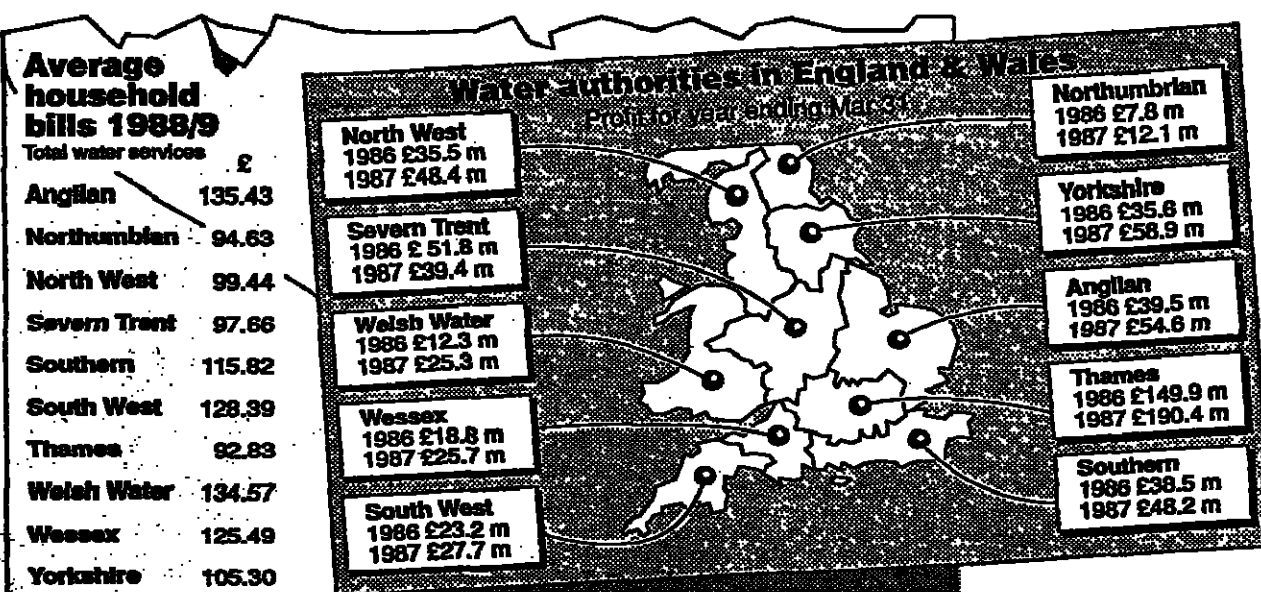 Average
household
bills 1988/9
Total water services
£
Anglian 135.43
Northumbian 94.63
North West 99.44
Severn Trent 97.66
Southern 115.82
South West 128.39
Thames 92.83
Welsh Water 134.57
Wessex 125.49
Yorkshire 105.30
Water authorities in England & Wales
Profit for year ending Mar 31
North West
1986 £35.5 m
1987 £48.4 m
Severn Trent
1986 £ 51.8 m
1987 £39.4 m
Welsh Water
1986 £12.3 m
1987 £25.3 m
Wessex
1986 £18.8 m
1987 £25.7 m
South West
1986 £23.2 m
1987 £27.7 m
Northumbrian
1986 £7.8 m
1987 £12.1 m
Yorkshire
1986 £35.6 m
1987 £58.9 m
Anglian
1986 £39.5 m
1987 £54.6 m
Thames
1986 £149.9 m
1987 £190.4 m
Southern
1986 £38.5 m
1987 £48.2 m